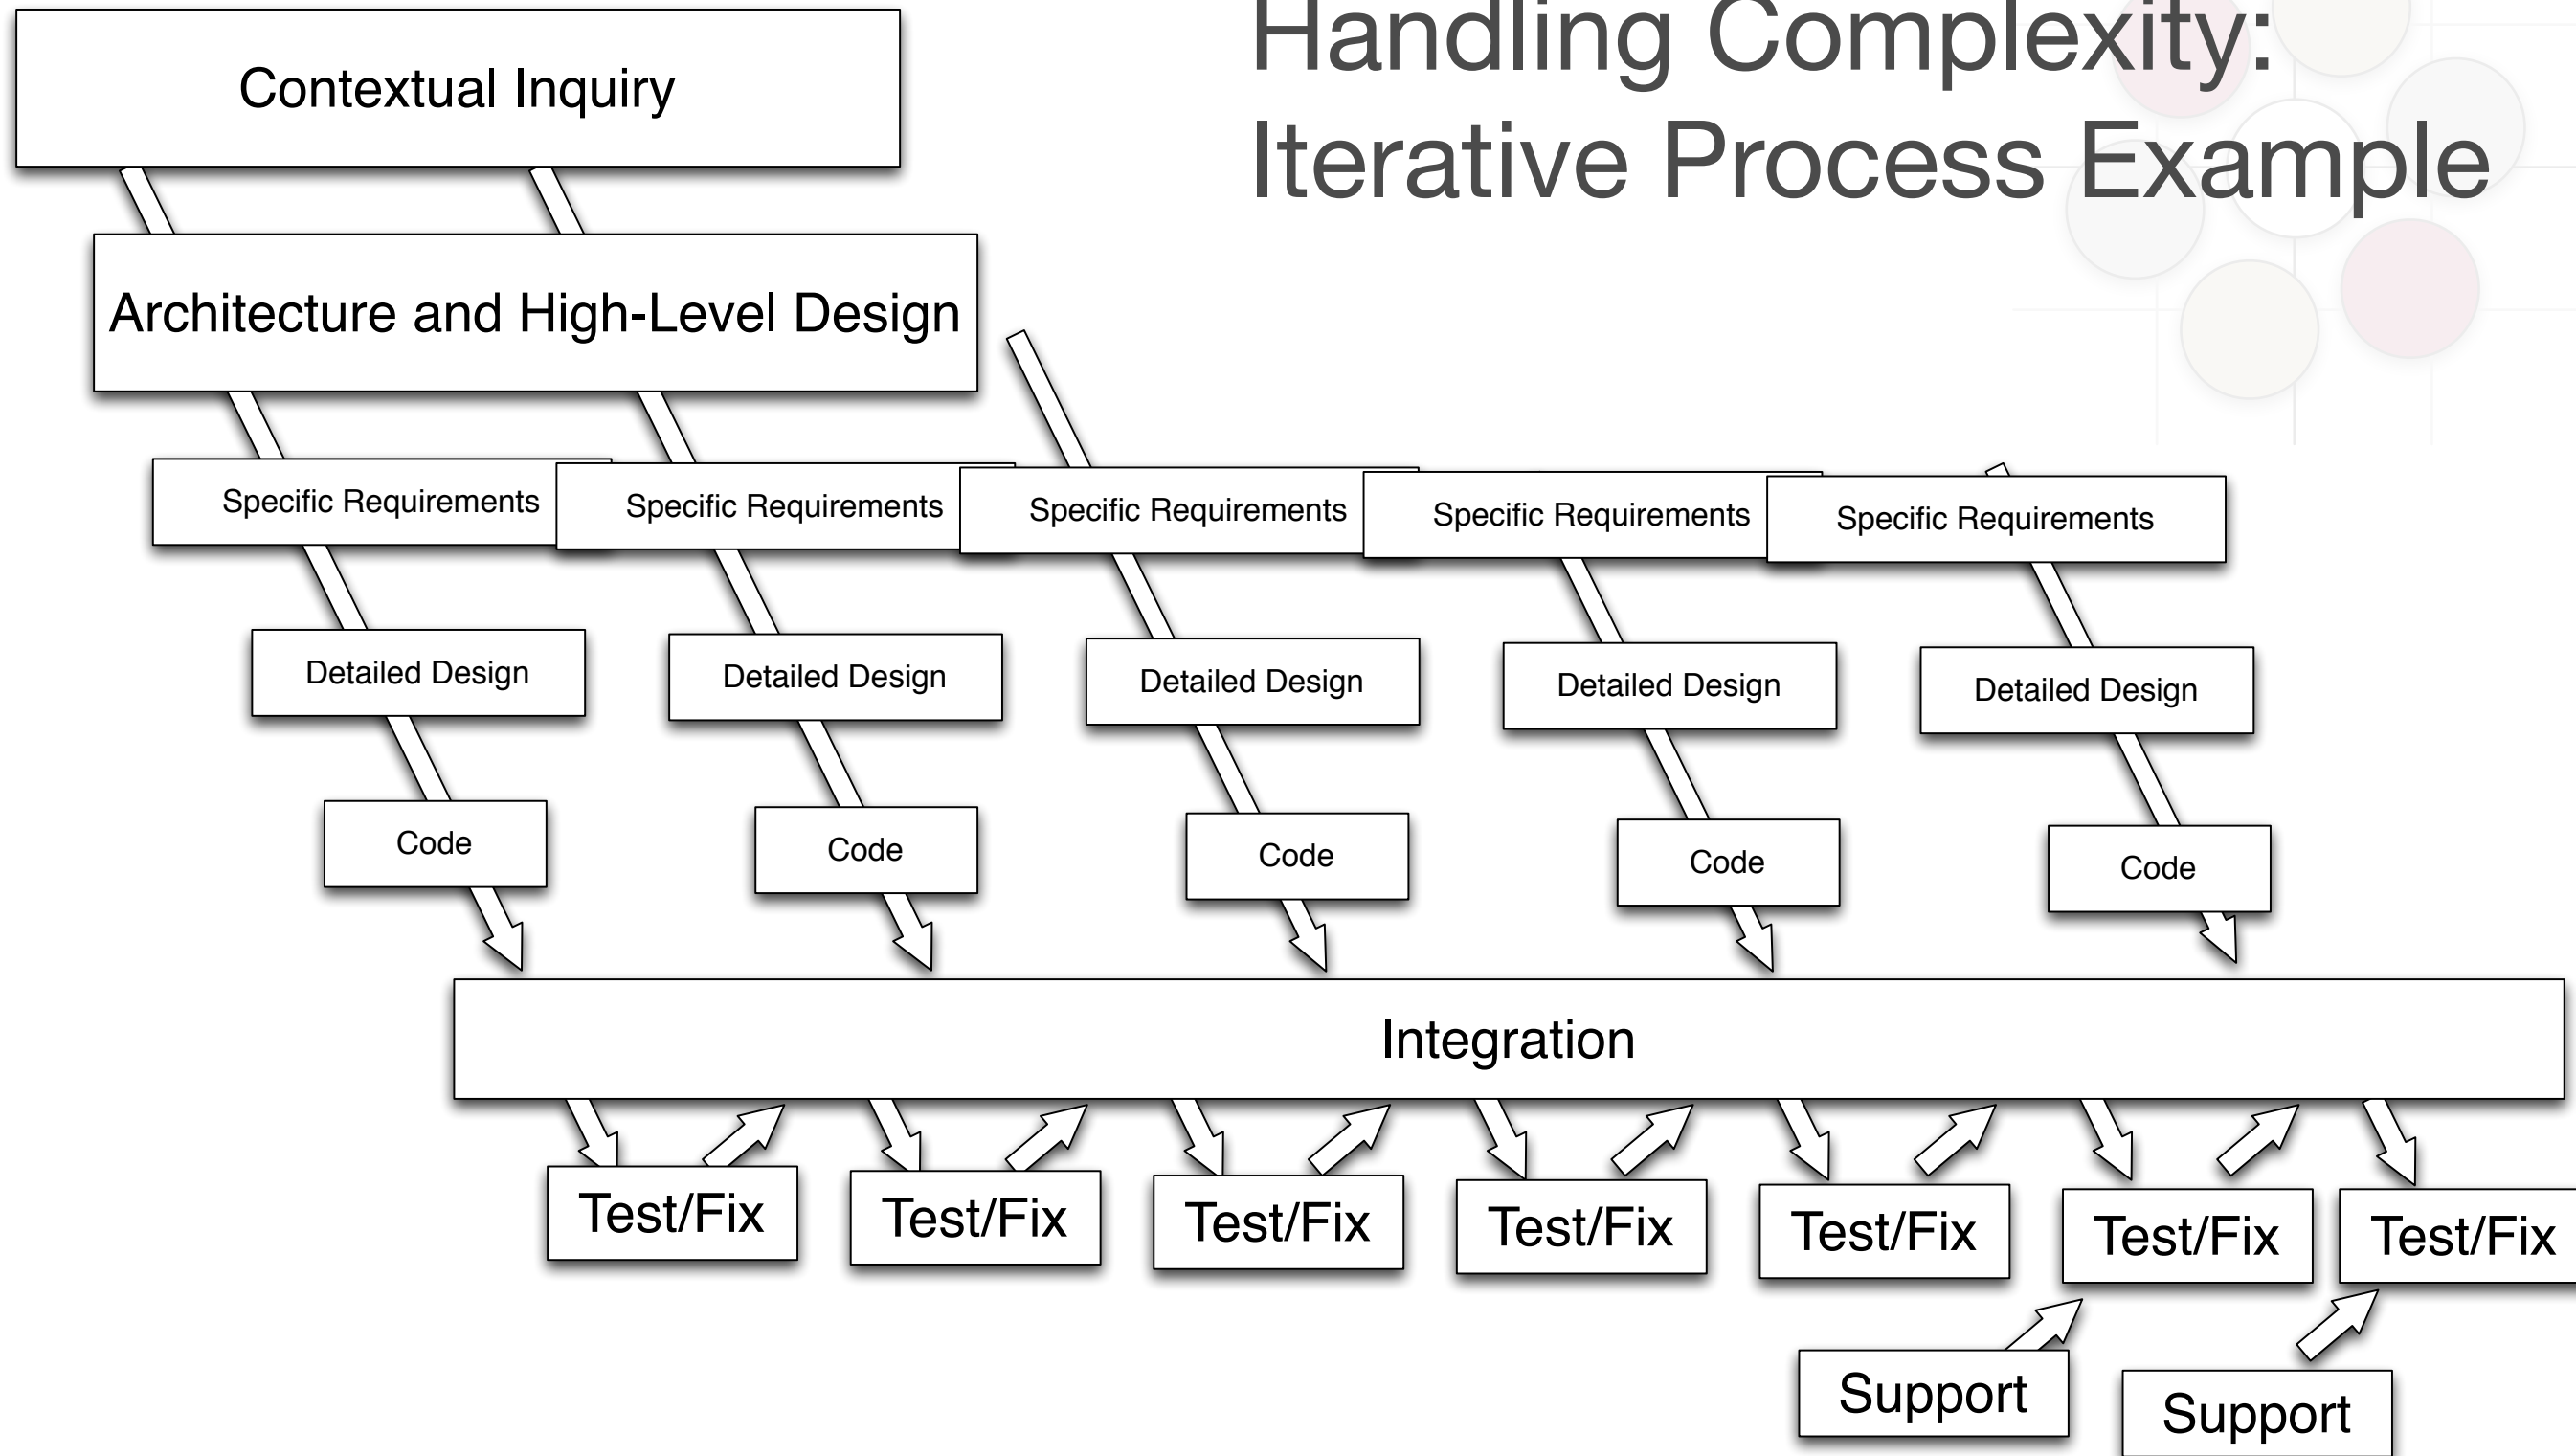 Handling Complexity:
Iterative Process Example
Contextual Inquiry
Architecture and High-Level Design
Specific Requirements
Specific Requirements
Specific Requirements
Specific Requirements
Specific Requirements
Detailed Design
Detailed Design
Detailed Design
Detailed Design
Detailed Design
Code
Code
Code
Code
Code
Integration
Test/Fix
Test/Fix
Test/Fix
Test/Fix
Test/Fix
Test/Fix
Test/Fix
Support
Support